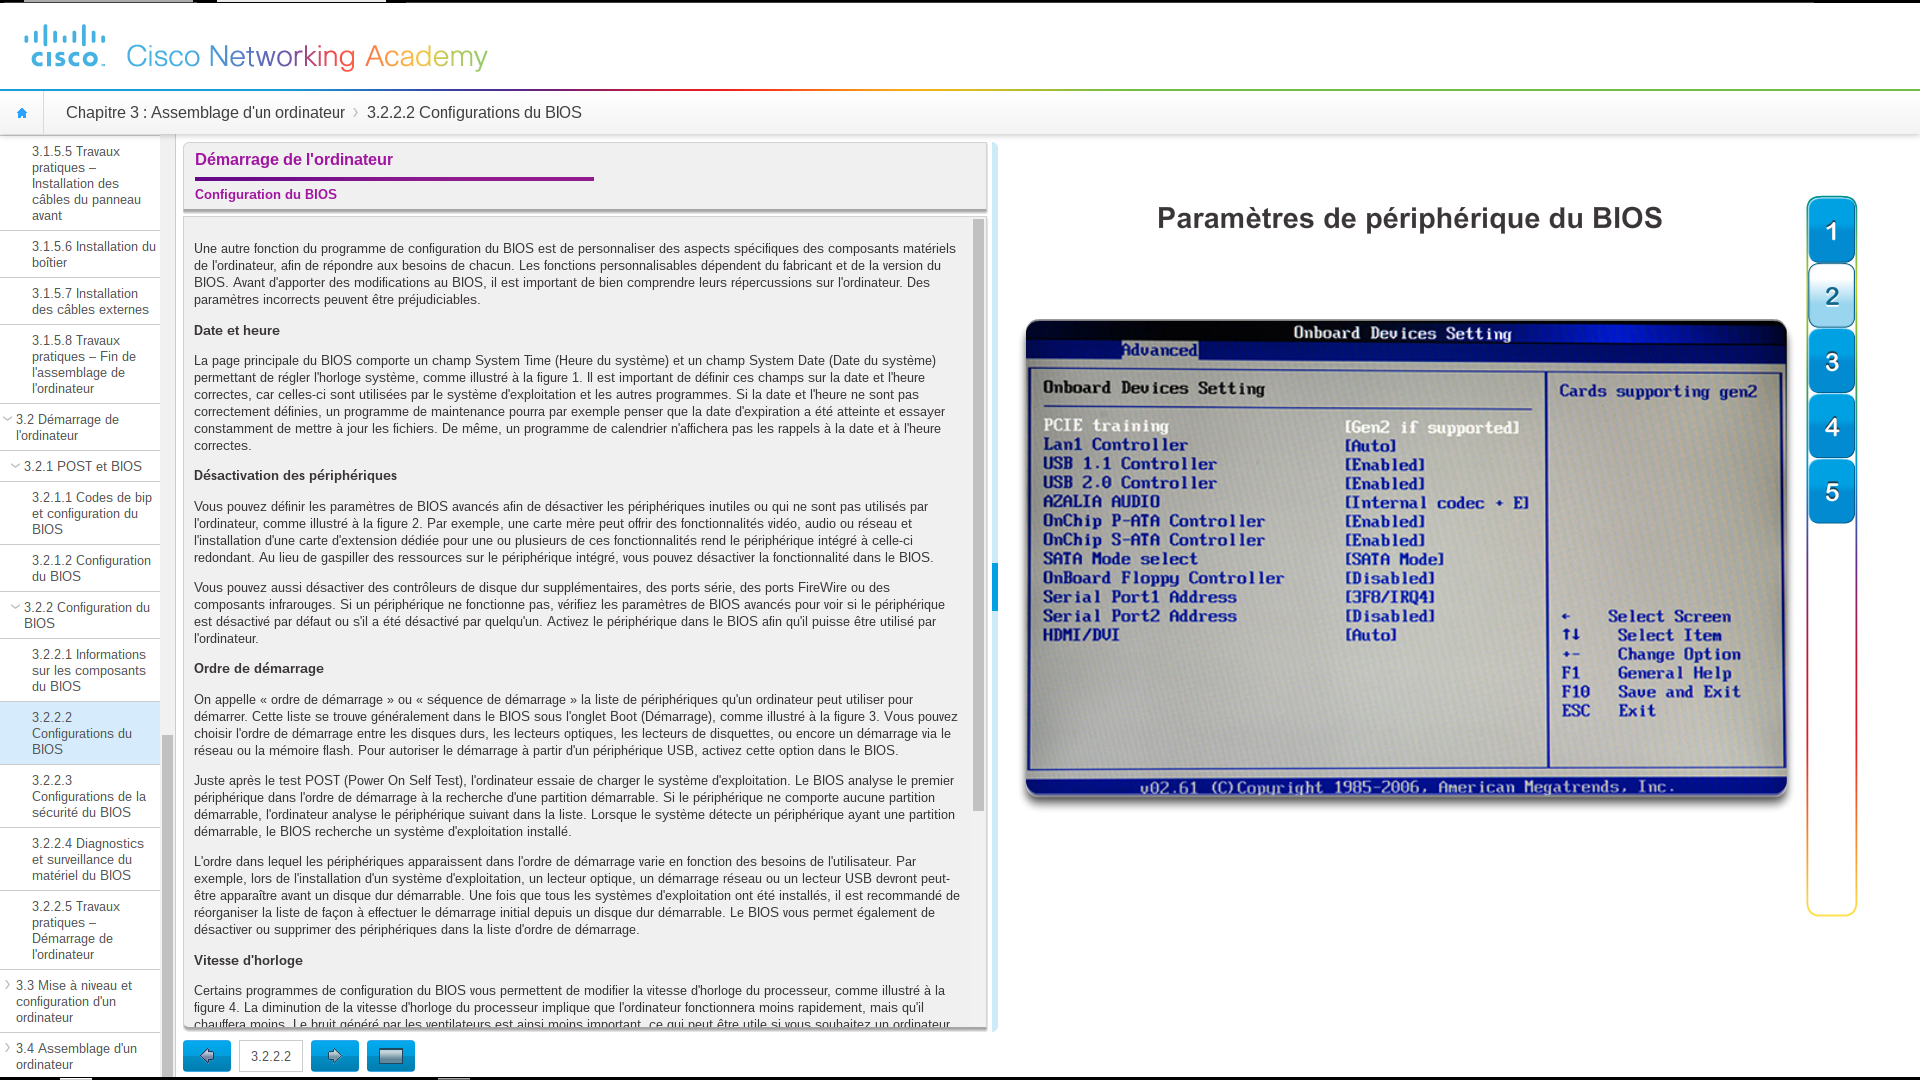 cisco
Cisco Networking Academy
Chapitre 3 : Assemblage d'un ordinateur
3.2.2.2 Configurations du BIOS
3.1.5.5 Travaux
pratiques –
Installation des
câbles du panneau
avant
3.1.5.6 Installation du
boîtier
3.1.5.7 Installation
des câbles externes
3.1.5.8 Travaux
pratiques – Fin de
l'assemblage de
l'ordinateur
3.2 Démarrage de
l'ordinateur
3.2.1 POST et BIOS
3.2.1.1 Codes de bip
et configuration du
BIOS
3.2.1.2 Configuration
du BIOS
3.2.2 Configuration du
BIOS
3.2.2.1 Informations
sur les composants
du BIOS
3.2.2.2
Configurations du
BIOS
3.2.2.3
Configurations de la
sécurité du BIOS
3.2.2.4 Diagnostics
et surveillance du
matériel du BIOS
3.2.2.5 Travaux
pratiques –
Démarrage de
l'ordinateur
3.3 Mise à niveau et
configuration d'un
ordinateur
3.4 Assemblage d'un
ordinateur
Démarrage de l'ordinateur
Configuration du BIOS
Une autre fonction du programme de configuration du BIOS est de personnaliser des aspects spécifiques des composants matériels
de l'ordinateur, afin de répondre aux besoins de chacun. Les fonctions personnalisables dépendent du fabricant et de la version du
BIOS. Avant d'apporter des modifications au BIOS, il est important de bien comprendre leurs répercussions sur l'ordinateur. Des
paramètres incorrects peuvent être préjudiciables.
Date et heure
La page principale du BIOS comporte un champ System Time (Heure du système) et un champ System Date (Date du système)
permettant de régler l'horloge système, comme illustré à la figure 1. Il est important de définir ces champs sur la date et l'heure
correctes, car celles-ci sont utilisées par le système d'exploitation et les autres programmes. Si la date et l'heure ne sont pas
correctement définies, un programme de maintenance pourra par exemple penser que la date d'expiration a été atteinte et essayer
constamment de mettre à jour les fichiers. De même, un programme de calendrier n'affichera pas les rappels à la date et à l'heure
correctes.
Désactivation des périphériques
Vous pouvez définir les paramètres de BIOS avancés afin de désactiver les périphériques inutiles ou qui ne sont pas utilisés par
l'ordinateur, comme illustré à la figure 2. Par exemple, une carte mère peut offrir des fonctionnalités vidéo, audio ou réseau et
l'installation d'une carte d'extension dédiée pour une ou plusieurs de ces fonctionnalités rend le périphérique intégré à celle-ci
redondant. Au lieu de gaspiller des ressources sur le périphérique intégré, vous pouvez désactiver la fonctionnalité dans le BIOS.
Vous pouvez aussi désactiver des contrôleurs de disque dur supplémentaires, des ports série, des ports FireWire ou des
composants infrarouges. Si un périphérique ne fonctionne pas, vérifiez les paramètres de BIOS avancés pour voir si le périphérique
est désactivé par défaut ou s'il a été désactivé par quelqu'un. Activez le périphérique dans le BIOS afin qu'il puisse être utilisé par
l'ordinateur.
Ordre de démarrage
On appelle « ordre de démarrage » ou « séquence de démarrage » la liste de périphériques qu'un ordinateur peut utiliser pour
démarrer. Cette liste se trouve généralement dans le BIOS sous l'onglet Boot (Démarrage), comme illustré à la figure 3. Vous pouvez
choisir l'ordre de démarrage entre les disques durs, les lecteurs optiques, les lecteurs de disquettes, ou encore un démarrage via le
réseau ou la mémoire flash. Pour autoriser le démarrage à partir d'un périphérique USB, activez cette option dans le BIOS.
Juste après le test POST (Power On Self Test), l'ordinateur essaie de charger le système d'exploitation. Le BIOS analyse le premier
périphérique dans l'ordre de démarrage à la recherche d'une partition démarrable. Si le périphérique ne comporte aucune partition
démarrable, l'ordinateur analyse le périphérique suivant dans la liste. Lorsque le système détecte un périphérique ayant une partition
démarrable, le BIOS recherche un système d'exploitation installé.
L'ordre dans lequel les périphériques apparaissent dans l'ordre de démarrage varie en fonction des besoins de l'utilisateur. Par
exemple, lors de l'installation d'un système d'exploitation, un lecteur optique, un démarrage réseau ou un lecteur USB devront peut-
être apparaître avant un disque dur démarrable. Une fois que tous les systèmes d'exploitation ont été installés, il est recommandé de
réorganiser la liste de façon à effectuer le démarrage initial depuis un disque dur démarrable. Le BIOS vous permet également de
désactiver ou supprimer des périphériques dans la liste d'ordre de démarrage.
Vitesse d'horloge
Certains programmes de configuration du BIOS vous permettent de modifier la vitesse d'horloge du processeur, comme illustré à la
figure 4. La diminution de la vitesse d'horloge du processeur implique que l'ordinateur fonctionnera moins rapidement, mais qu'il
chauffera moins. Le bruit généré par les ventilateurs est ainsi moins important, ce qui peut être utile si vous souhaitez un ordinateur
3.2.2.2
Paramètres de périphérique du BIOS
Onboard Devices Setting
Advanced
Onboard Devices Setting
PCIE training [Gen2 if supported]
Lan1 Controller [Auto]
USB 1.1 Controller [Enabled]
USB 2.0 Controller [Enabled]
AZALIA AUDIO [Internal codec + E]
OnChip P-ATA Controller [Enabled]
OnChip S-ATA Controller [Enabled]
SATA Mode select [SATA Mode]
OnBoard Floppy Controller [Disabled]
Serial Port1 Address [3F8/IRQ4]
Serial Port2 Address [Disabled]
HDMI/DVI [Auto]
Cards supporting gen2
← Select Screen
↑↓ Select Item
+- Change Option
F1 General Help
F10 Save and Exit
ESC Exit
v02.61 (C)Copyright 1985-2006, American Megatrends, Inc.
1
2
3
4
5